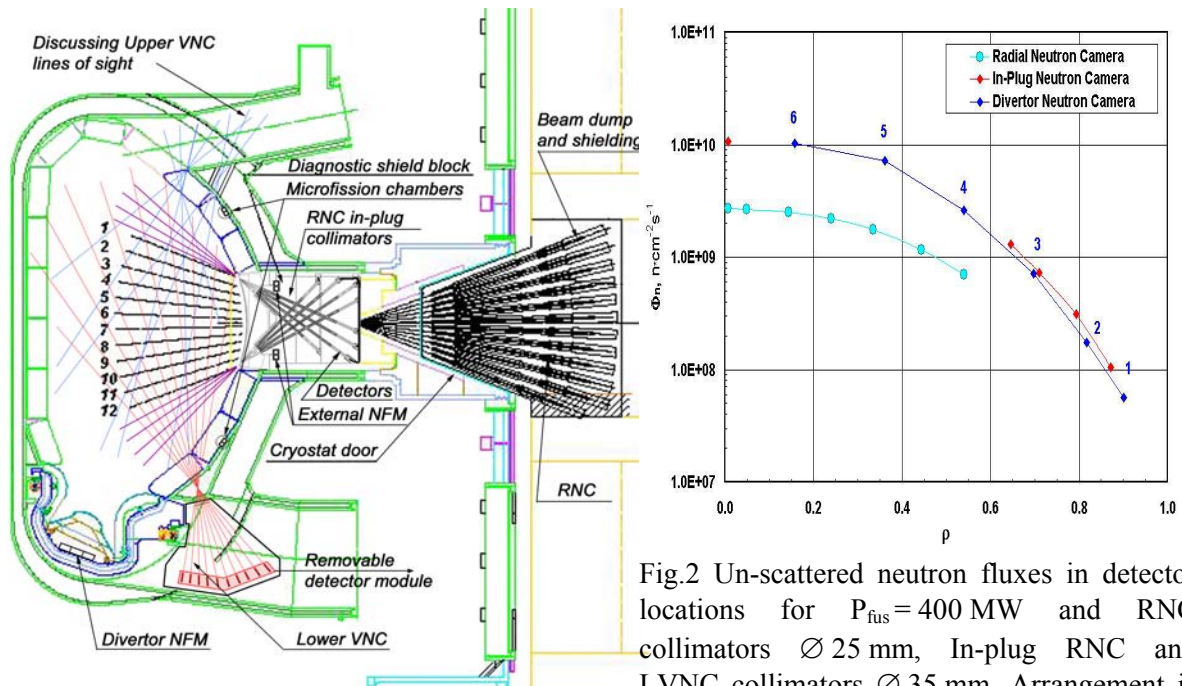 Discussing Upper VNC
lines of sight
Beam dump
and shielding
Diagnostic shield block
Microfission chambers
RNC in-plug
collimators
1
2
3
4
5
6
7
8
9
10
11
12
Detectors
External NFM
Cryostat door
RNC
Removable
detector module
Divertor NFM
Lower VNC
1.0E+11
1.0E+10
1.0E+09
1.0E+08
1.0E+07
Φn, n·cm⁻²s⁻¹
Radial Neutron Camera
In-Plug Neutron Camera
Divertor Neutron Camera
6
5
4
3
2
1
0.0 0.2 0.4 0.6 0.8 1.0
ρ
Fig.2 Un-scattered neutron fluxes in detecto
locations for Pfus = 400 MW and RNC
collimators ∅ 25 mm, In-plug RNC an
LVNC collimators ∅ 35 mm. Arrangement i